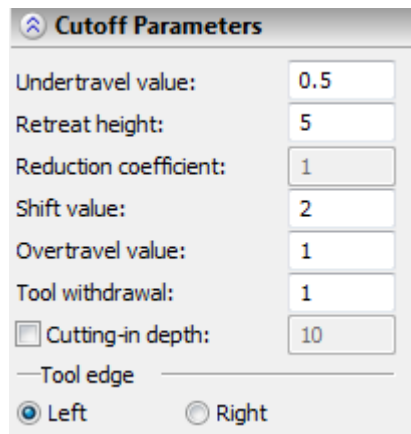 Cutoff Parameters
Undertravel value: 0.5
Retreat height: 5
Reduction coefficient: 1
Shift value: 2
Overtravel value: 1
Tool withdrawal: 1
Cutting-in depth: 10
Tool edge
Left Right